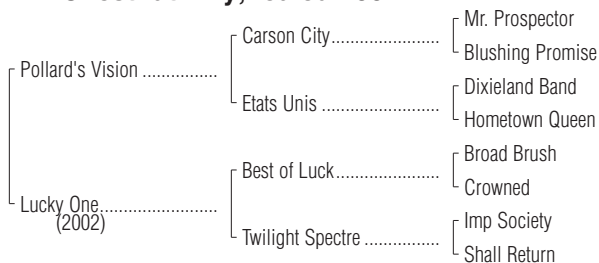 Mr. Prospector
Carson City
Blushing Promise
Pollard's Vision
Dixieland Band
Etats Unis
Hometown Queen
Broad Brush
Best of Luck
Crowned
Lucky One
(2002)
Imp Society
Twilight Spectre
Shall Return